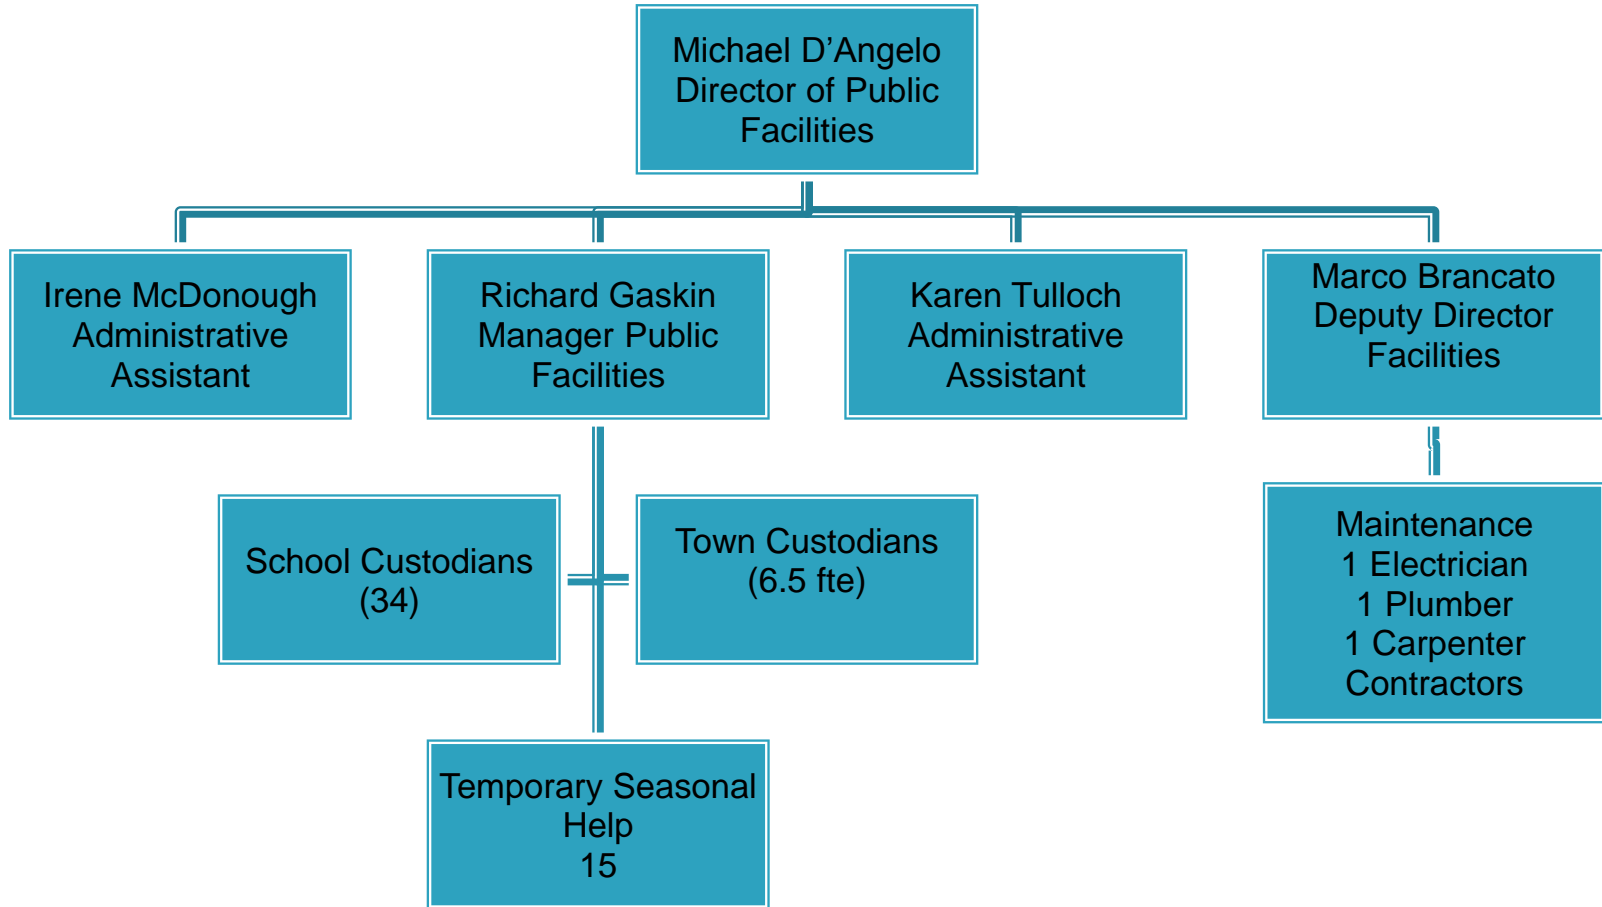 Michael D’Angelo
Director of Public
Facilities
Irene McDonough
Administrative
Assistant
Richard Gaskin
Manager Public
Facilities
Karen Tulloch
Administrative
Assistant
Marco Brancato
Deputy Director
Facilities
School Custodians
(34)
Town Custodians
(6.5 fte)
Maintenance
1 Electrician
1 Plumber
1 Carpenter
Contractors
Temporary Seasonal
Help
15